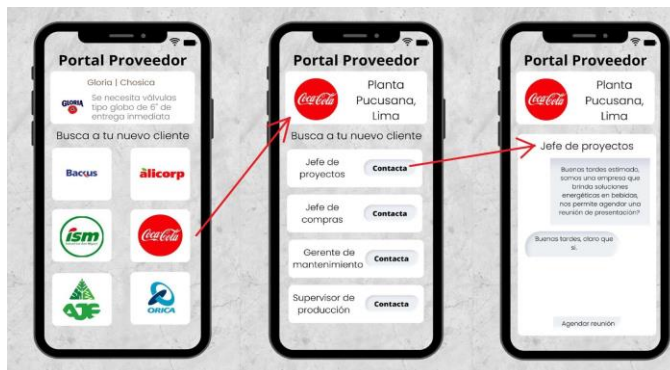 Portal Proveedor
Gloria | Chosica
GLORIA
Se necesita válvulas
tipo globo de 6" de
entrega inmediata
Busca a tu nuevo cliente
Backus
alicorp
ism
Coca-Cola
AJE
ORICA
Portal Proveedor
Coca-Cola
Planta
Pucusana,
Lima
Busca a tu nuevo cliente
Jefe de
proyectos
Contacta
Jefe de
compras
Contacta
Gerente de
mantenimiento
Contacta
Supervisor de
producción
Contacta
Portal Proveedor
Coca-Cola
Planta
Pucusana,
Lima
Jefe de proyectos
Buenas tardes estimado,
somos una empresa que
brinda soluciones
energéticas en bebidas,
nos permite agendar una
reunión de presentación?
Buenas tardes, claro que
si.
Agendar reunión